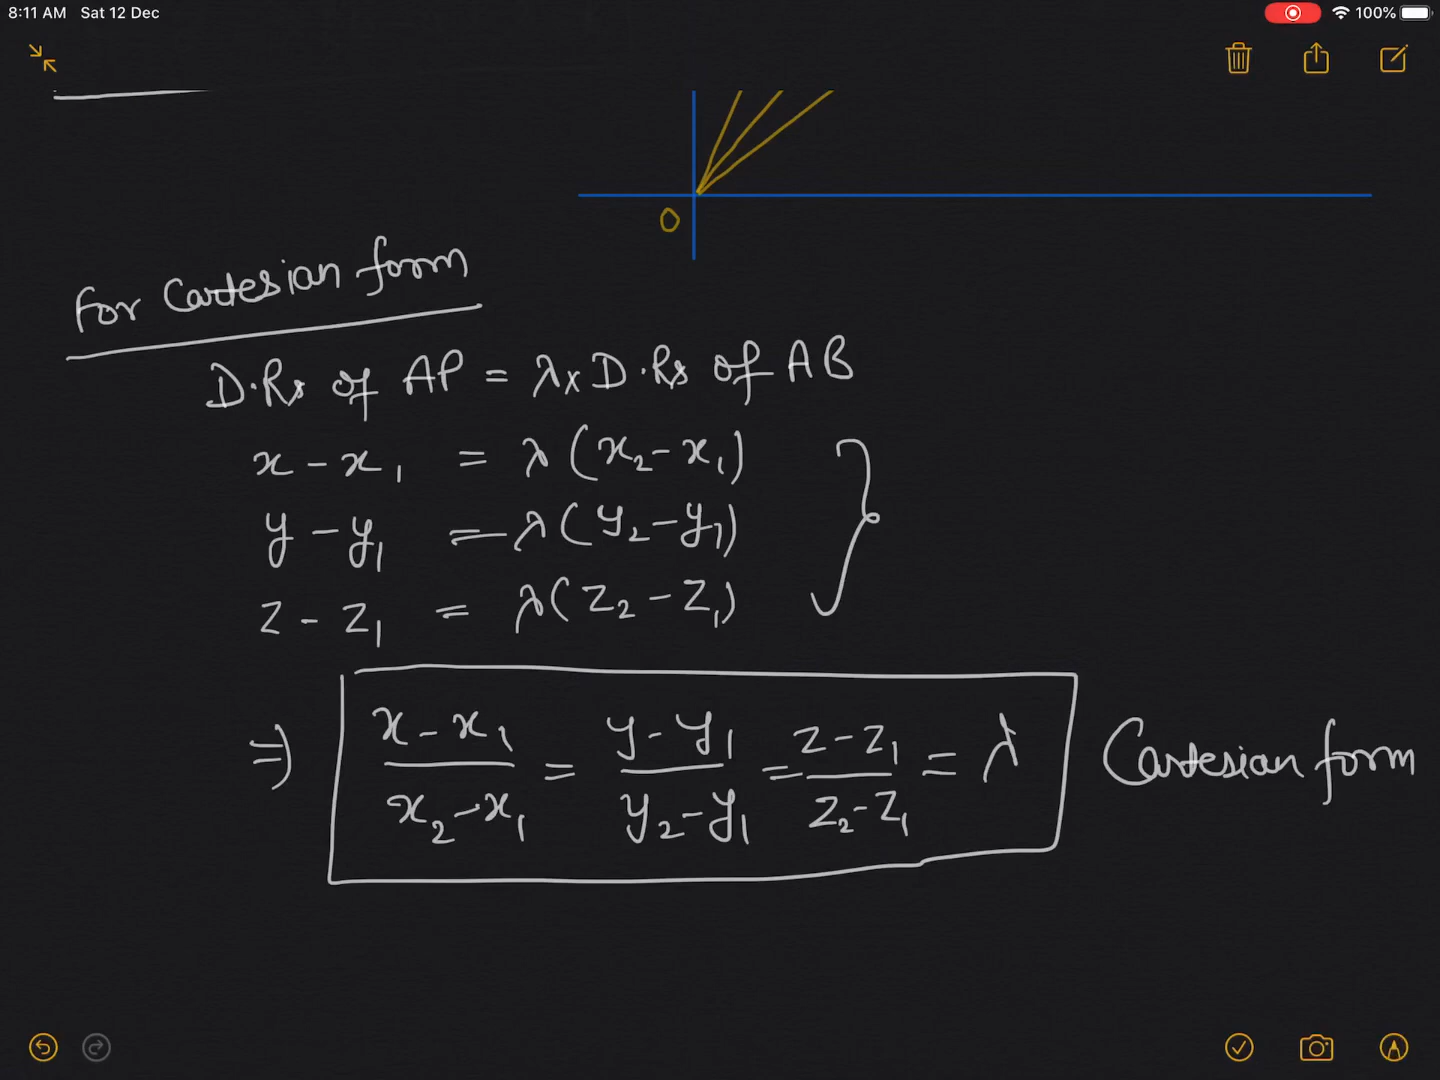 8:11 AM Sat 12 Dec 100%
O
For Cartesian form
D.Rs of AP = λ x D.Rs of AB
x - x₁ = λ (x₂ - x₁)
y - y₁ = λ (y₂ - y₁)
z - z₁ = λ (z₂ - z₁)
⇒ (x - x₁)/(x₂ - x₁) = (y - y₁)/(y₂ - y₁) = (z - z₁)/(z₂ - z₁) = λ Cartesian form